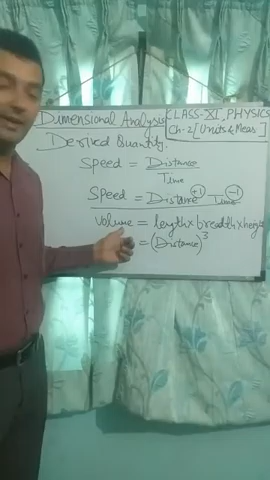 Dimensional Analysis
CLASS-XI, PHYSICS
Ch-2 [Units & Meas]
Derived Quantity.
Speed = Distance / Time
Speed = Distance^+1 Time^-1
Volume = length x breadth x height
= (Distance)^3